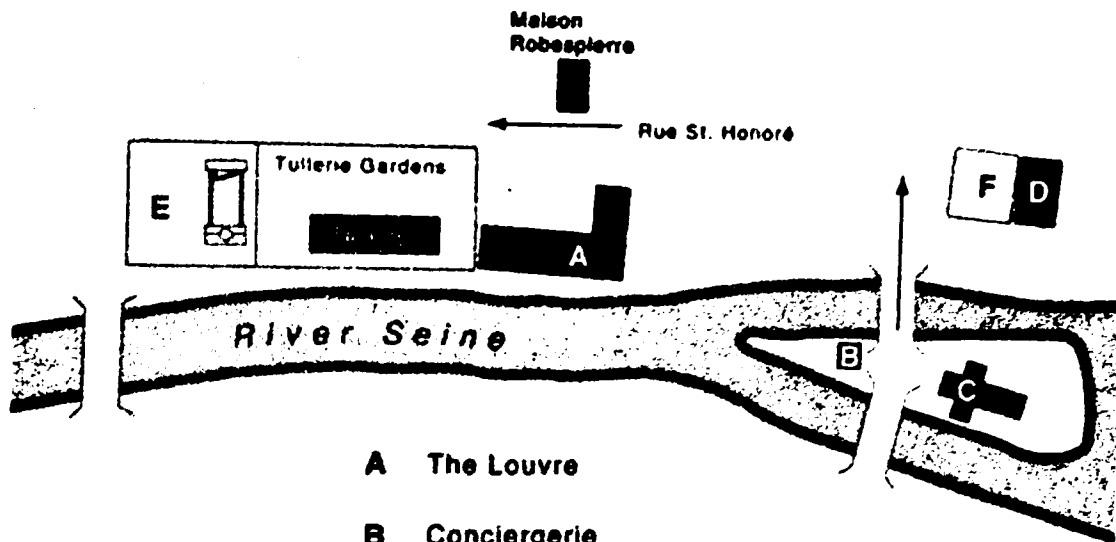 Maison
Robespierre
Rue St. Honoré
Tuilerie Gardens
E
F
D
A
River Seine
B
C
A The Louvre
B Conciergerie